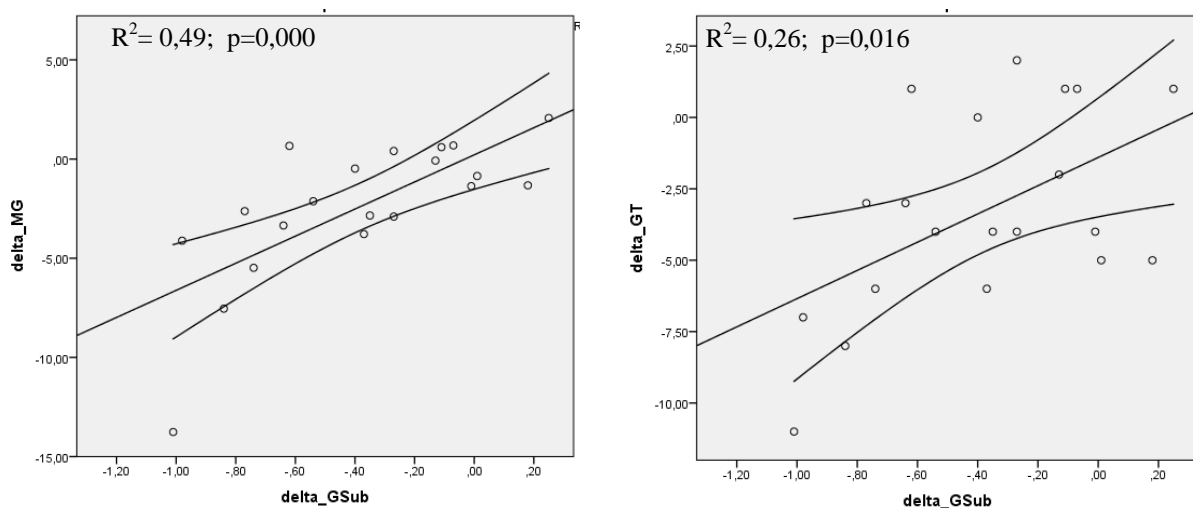 R²= 0,49; p=0,000
R
5,00
,00
-5,00
-10,00
-15,00
delta_MG
-1,20 -1,00 -,80 -,60 -,40 -,20 ,00 ,20
delta_GSub
R²= 0,26; p=0,016
2,50
,00
-2,50
-5,00
-7,50
-10,00
delta_GT
-1,20 -1,00 -,80 -,60 -,40 -,20 ,00 ,20
delta_GSub